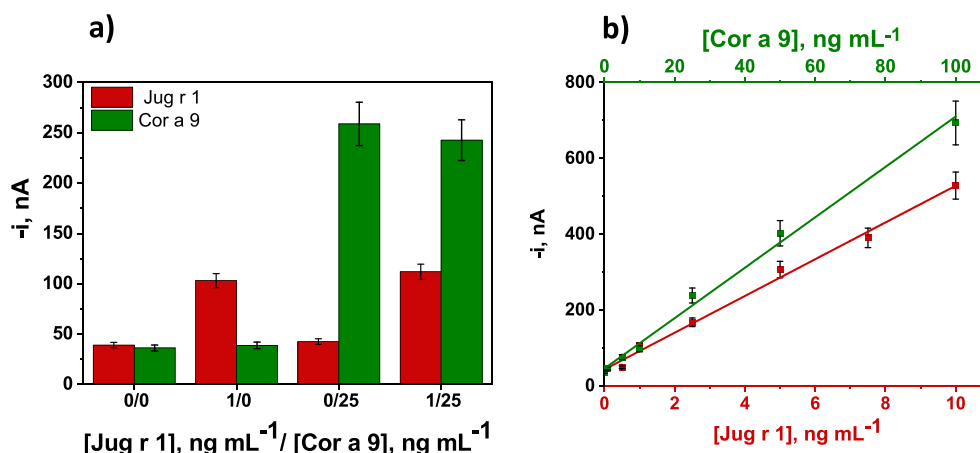 a)
300
250
200
150
100
50
0
-i, nA
Jug r 1
Cor a 9
0/0 1/0 0/25 1/25
[Jug r 1], ng mL⁻¹/ [Cor a 9], ng mL⁻¹
b)
[Cor a 9], ng mL⁻¹
0 20 40 60 80 100
800
600
400
200
0
-i, nA
0 2 4 6 8 10
[Jug r 1], ng mL⁻¹